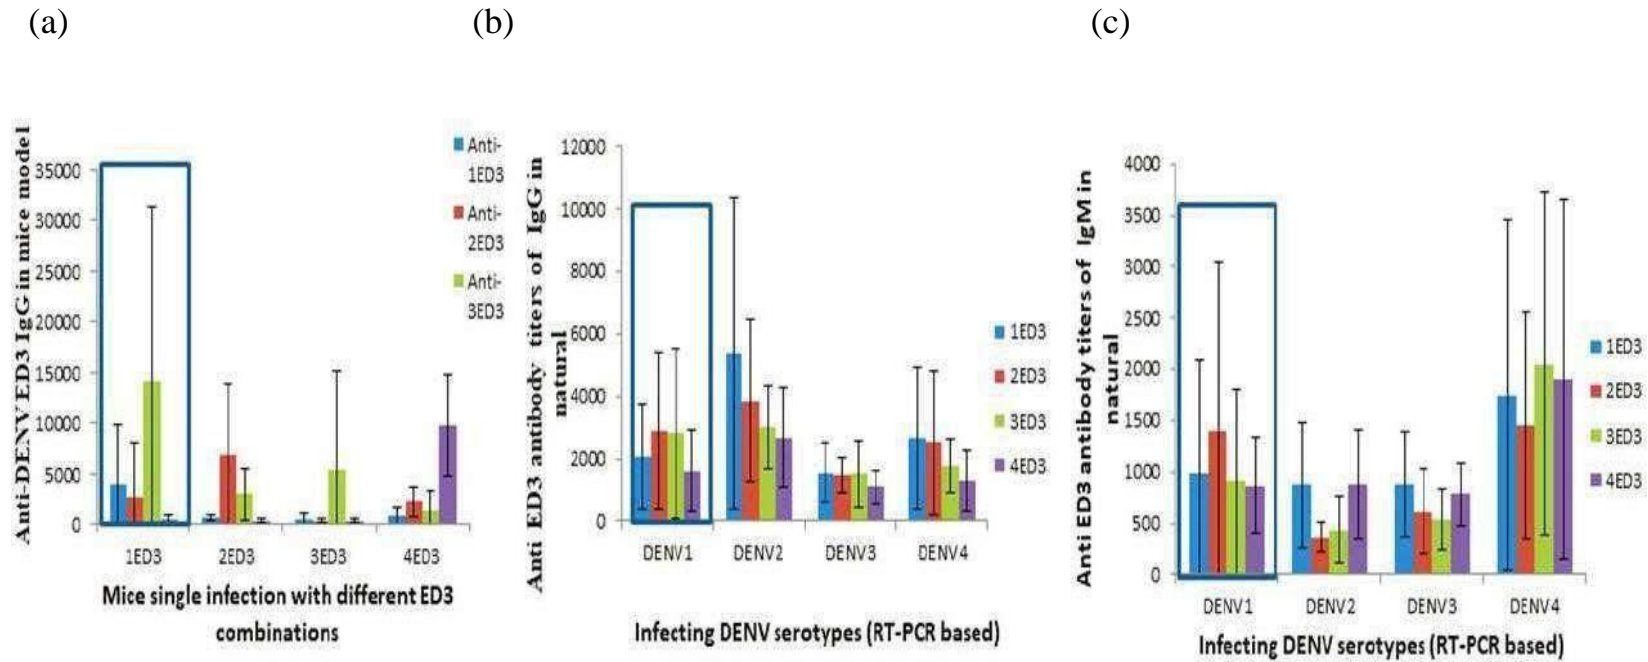 (a)
(b)
(c)
Anti-DENV ED3 IgG in mice model
35000
30000
25000
20000
15000
10000
5000
0
1ED3
2ED3
3ED3
4ED3
Mice single infection with different ED3
combinations
Anti-
1ED3
Anti-
2ED3
Anti-
3ED3
Anti ED3 antibody titers of IgG in
natural
12000
10000
8000
6000
4000
2000
0
DENV1
DENV2
DENV3
DENV4
Infecting DENV serotypes (RT-PCR based)
1ED3
2ED3
3ED3
4ED3
Anti ED3 antibody titers of IgM in
natural
4000
3500
3000
2500
2000
1500
1000
500
0
DENV1
DENV2
DENV3
DENV4
Infecting DENV serotypes (RT-PCR based)
1ED3
2ED3
3ED3
4ED3